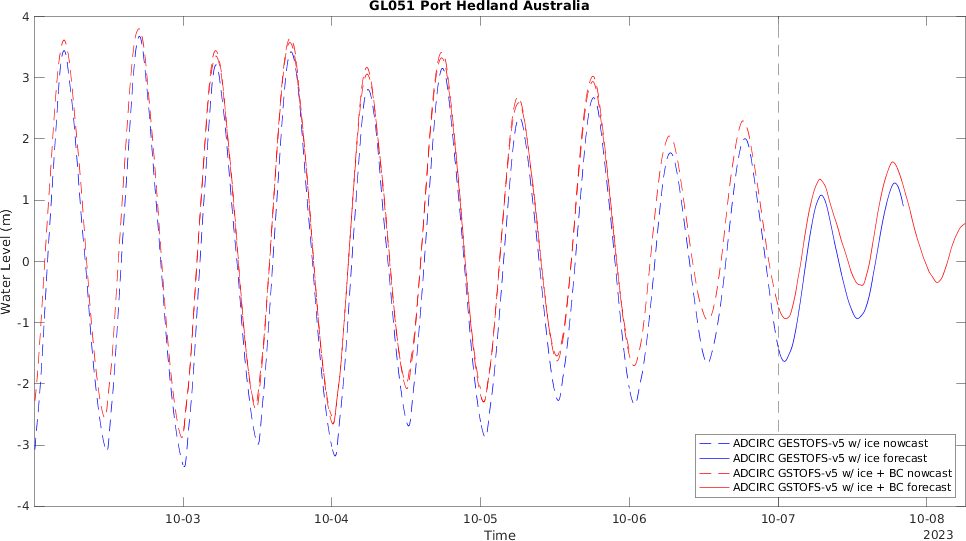 GL051 Port Hedland Australia
Water Level (m)
4
3
2
1
0
-1
-2
-3
-4
10-03
10-04
10-05
10-06
10-07
10-08
Time
2023
ADCIRC GESTOFS-v5 w/ ice nowcast
ADCIRC GESTOFS-v5 w/ ice forecast
ADCIRC GSTOFS-v5 w/ ice + BC nowcast
ADCIRC GSTOFS-v5 w/ ice + BC forecast